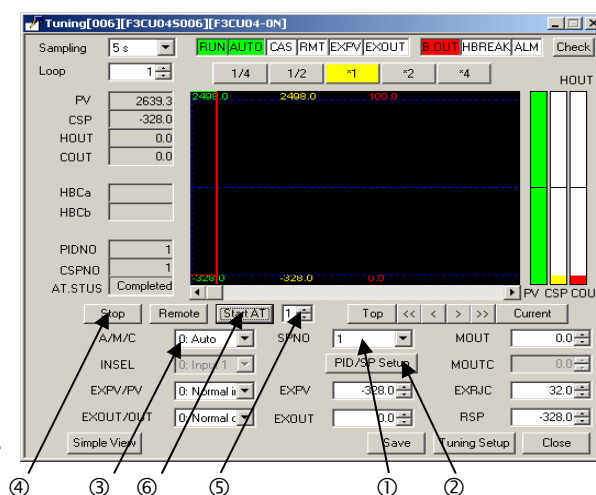 Tuning[006][F3CU04S006][F3CU04-0N]
Sampling 5 s RUN AUTO CAS RMT EXPV EXOUT B.OUT HBREAK ALM Check
Loop 1 1/4 1/2 *1 *2 *4 HOUT
PV 2639.3 2498.0 2498.0 100.0
CSP -328.0
HOUT 0.0
COUT 0.0
HBCa
HBCb
PIDNO 1
CSPNO 1 -328.0 -328.0 0.0
AT.STUS Completed PV CSP COU
Stop Remote Start AT 1 Top << < > >> Current
A/M/C 0: Auto SPNO 1 MOUT 0.0
INSEL 0: Input 1 PID/SP Setup MOUTC 0.0
EXPV/PV 0: Normal i EXPV -328.0 EXRJC 32.0
EXOUT/OUT 0: Normal EXOUT 0.0 RSP -328.0
Simple View Save Tuning Setup Close
④ ③ ⑥ ⑤ ① ②